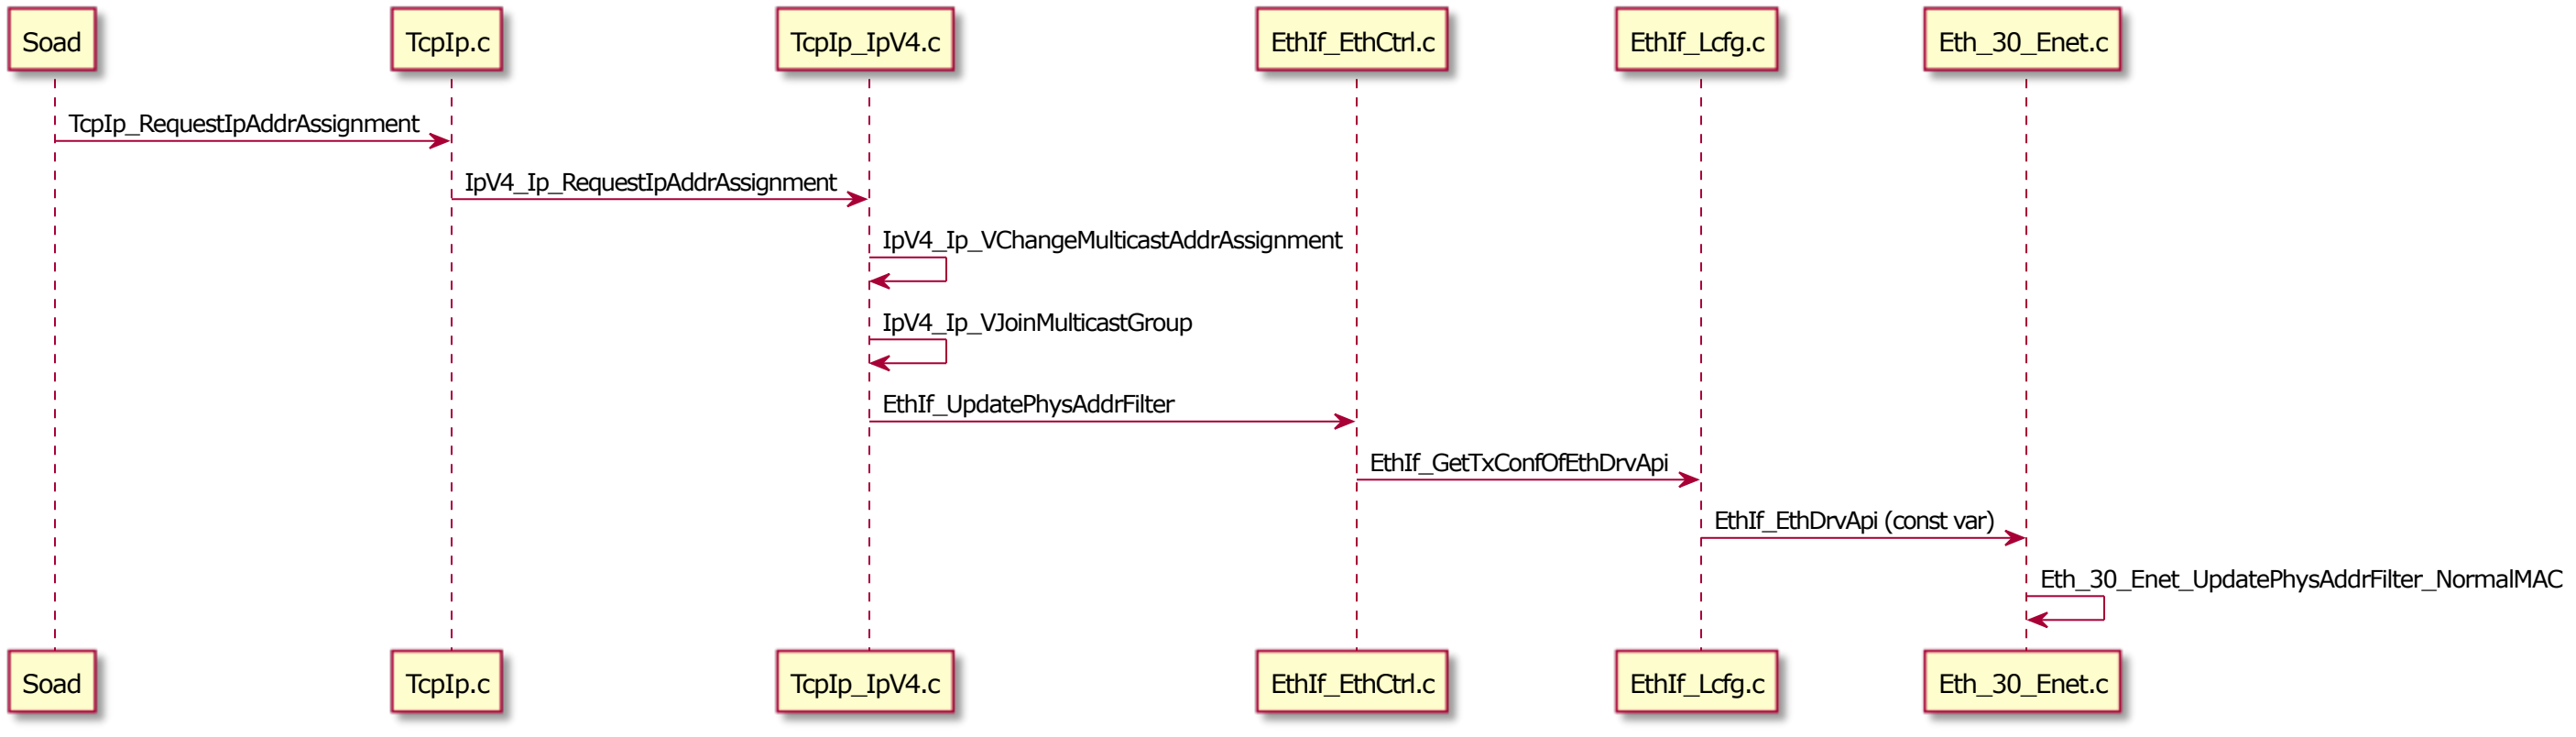 Soad
TcpIp.c
TcpIp_IpV4.c
EthIf_EthCtrl.c
EthIf_Lcfg.c
Eth_30_Enet.c
TcpIp_RequestIpAddrAssignment
IpV4_Ip_RequestIpAddrAssignment
IpV4_Ip_VChangeMulticastAddrAssignment
IpV4_Ip_VJoinMulticastGroup
EthIf_UpdatePhysAddrFilter
EthIf_GetTxConfOfEthDrvApi
EthIf_EthDrvApi (const var)
Eth_30_Enet_UpdatePhysAddrFilter_NormalMAC
Soad
TcpIp.c
TcpIp_IpV4.c
EthIf_EthCtrl.c
EthIf_Lcfg.c
Eth_30_Enet.c